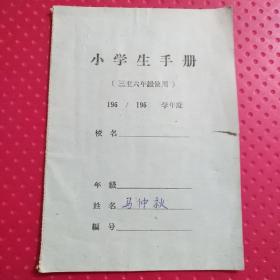 小学生手册
（三至六年级使用）
196 / 196 学年度
校名
年级
姓名 马仲秋
编号